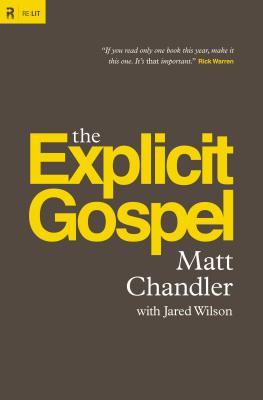 R RE:LIT
"If you read only one book this year, make it
this one. It's that important." Rick Warren
the
Explicit
Gospel
Matt
Chandler
with Jared Wilson